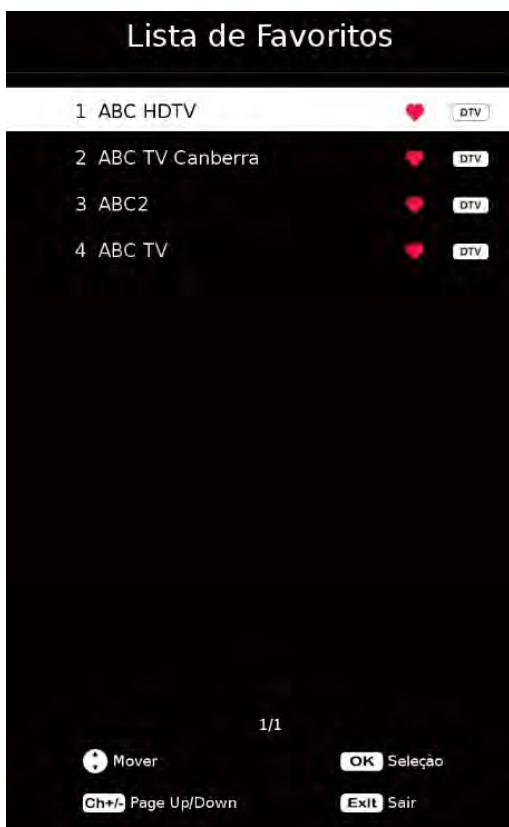 Lista de Favoritos
1 ABC HDTV DTV
2 ABC TV Canberra DTV
3 ABC2 DTV
4 ABC TV DTV
1/1
Mover OK Seleção
Ch+/- Page Up/Down Exit Sair